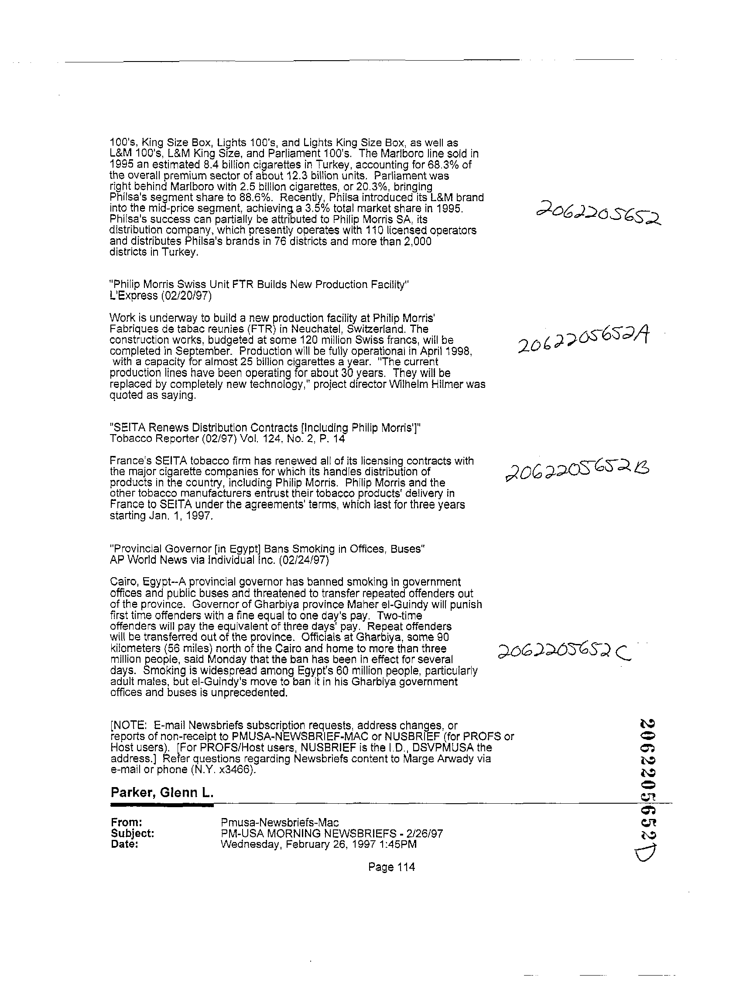 100's, King Size Box, Lights 100's, and Lights King Size Box, as well as
L&M 100's, L&M King Size, and Parliament 100's. The Marlboro line sold in
1995 an estimated 8.4 billion cigarettes in Turkey, accounting for 68.3% of
the overall premium sector of about 12.3 billion units. Parliament was
right behind Marlboro with 2.5 billion cigarettes, or 20.3%, bringing
Philsa's segment share to 88.6%. Recently, Philsa introduced its L&M brand
into the mid-price segment, achieving a 3.5% total market share in 1995.
Philsa's success can partially be attributed to Philip Morris SA, its
distribution company, which presently operates with 110 licensed operators
and distributes Philsa's brands in 76 districts and more than 2,000
districts in Turkey.
2062205652
"Philip Morris Swiss Unit FTR Builds New Production Facility"
L'Express (02/20/97)
Work is underway to build a new production facility at Philip Morris'
Fabriques de tabac reunies (FTR) in Neuchatel, Switzerland. The
construction works, budgeted at some 120 million Swiss francs, will be
completed in September. Production will be fully operational in April 1998,
with a capacity for almost 25 billion cigarettes a year. "The current
production lines have been operating for about 30 years. They will be
replaced by completely new technology," project director Wilhelm Hilmer was
quoted as saying.
2062205652A
"SEITA Renews Distribution Contracts [Including Philip Morris']"
Tobacco Reporter (02/97) Vol. 124, No. 2, P. 14
France's SEITA tobacco firm has renewed all of its licensing contracts with
the major cigarette companies for which its handles distribution of
products in the country, including Philip Morris. Philip Morris and the
other tobacco manufacturers entrust their tobacco products' delivery in
France to SEITA under the agreements' terms, which last for three years
starting Jan. 1, 1997.
2062205652B
"Provincial Governor [in Egypt] Bans Smoking in Offices, Buses"
AP World News via Individual Inc. (02/24/97)
Cairo, Egypt--A provincial governor has banned smoking in government
offices and public buses and threatened to transfer repeated offenders out
of the province. Governor of Gharbiya province Maher el-Guindy will punish
first time offenders with a fine equal to one day's pay. Two-time
offenders will pay the equivalent of three days' pay. Repeat offenders
will be transferred out of the province. Officials at Gharbiya, some 90
kilometers (56 miles) north of the Cairo and home to more than three
million people, said Monday that the ban has been in effect for several
days. Smoking is widespread among Egypt's 60 million people, particularly
adult males, but el-Guindy's move to ban it in his Gharbiya government
offices and buses is unprecedented.
2062205652C
[NOTE: E-mail Newsbriefs subscription requests, address changes, or
reports of non-receipt to PMUSA-NEWSBRIEF-MAC or NUSBRIEF (for PROFS or
Host users). [For PROFS/Host users, NUSBRIEF is the I.D., DSVPMUSA the
address.] Refer questions regarding Newsbriefs content to Marge Arwady via
e-mail or phone (N.Y. x3466).
Parker, Glenn L.
From: Pmusa-Newsbriefs-Mac
Subject: PM-USA MORNING NEWSBRIEFS - 2/26/97
Date: Wednesday, February 26, 1997 1:45PM
Page 114
2062205652D